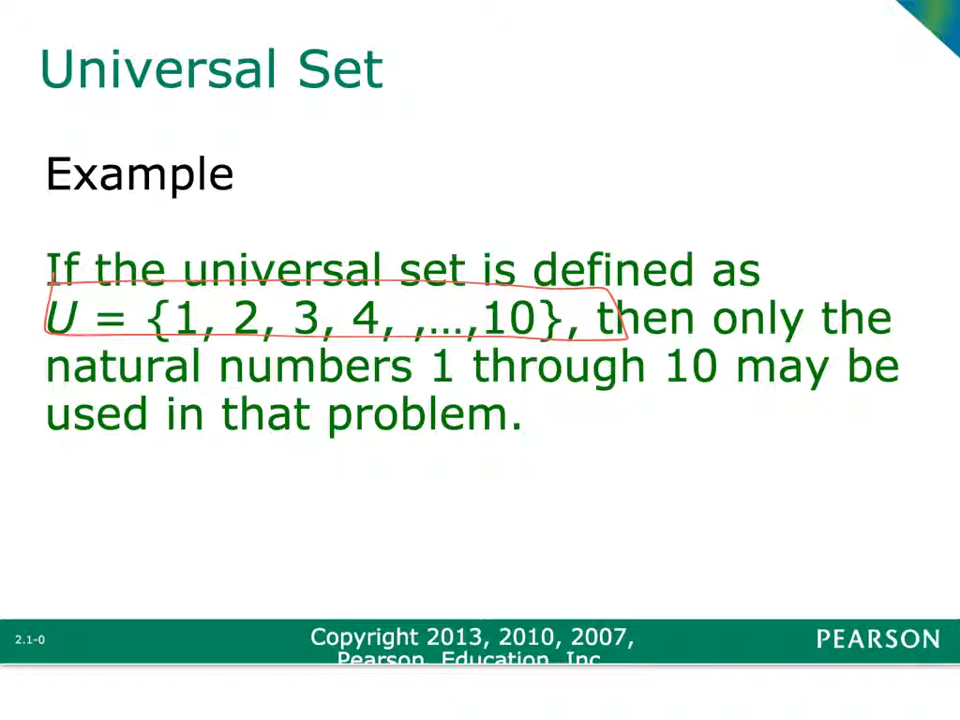 Universal Set
Example
If the universal set is defined as
U = {1, 2, 3, 4, ,…,10}, then only the
natural numbers 1 through 10 may be
used in that problem.
2.1-0
Copyright 2013, 2010, 2007,
Pearson, Education, Inc.
PEARSON